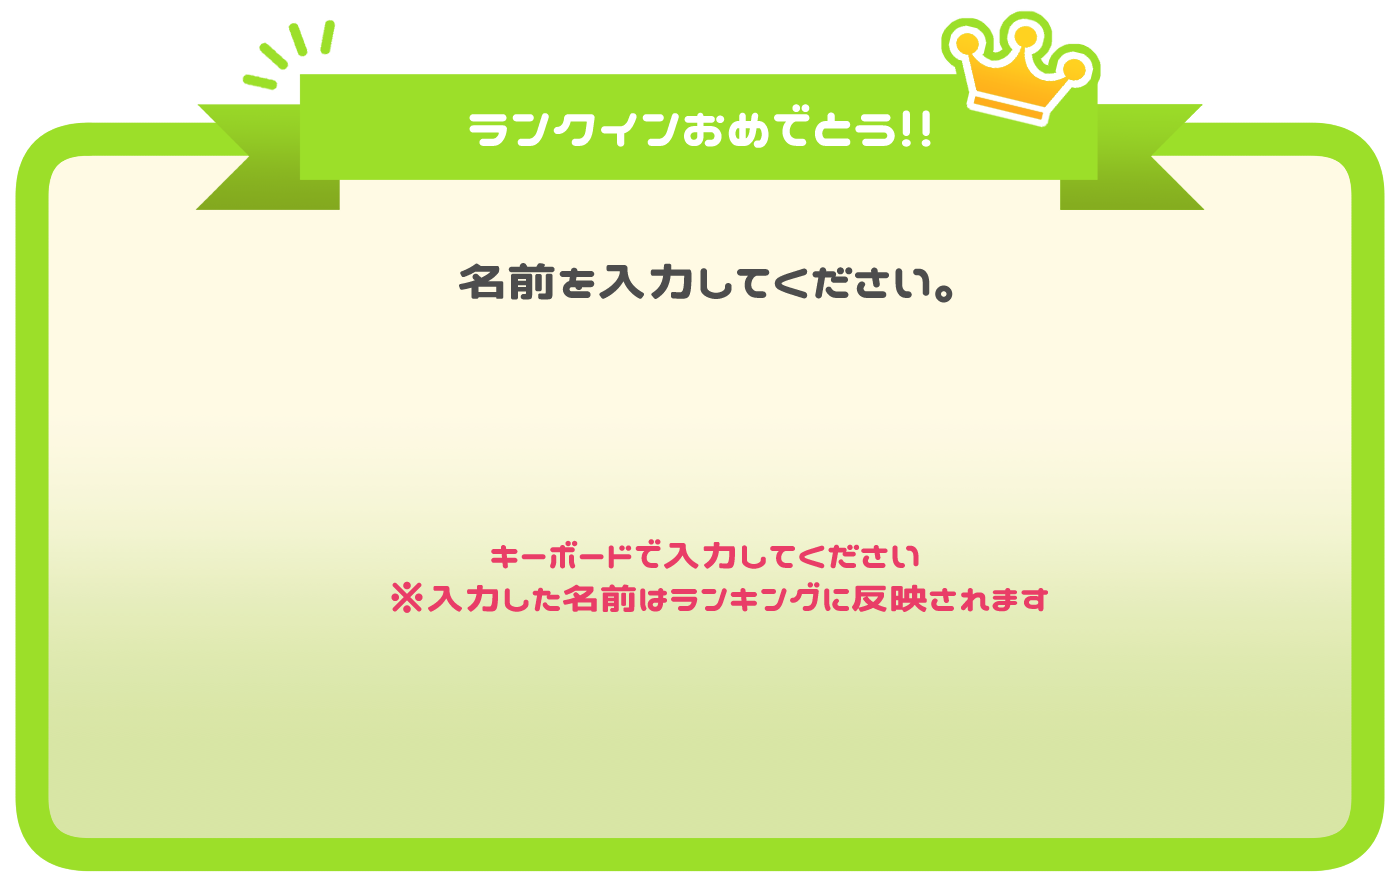 ランクインおめでとう!!
名前を入力してください。
キーボードで入力してください
※入力した名前はランキングに反映されます